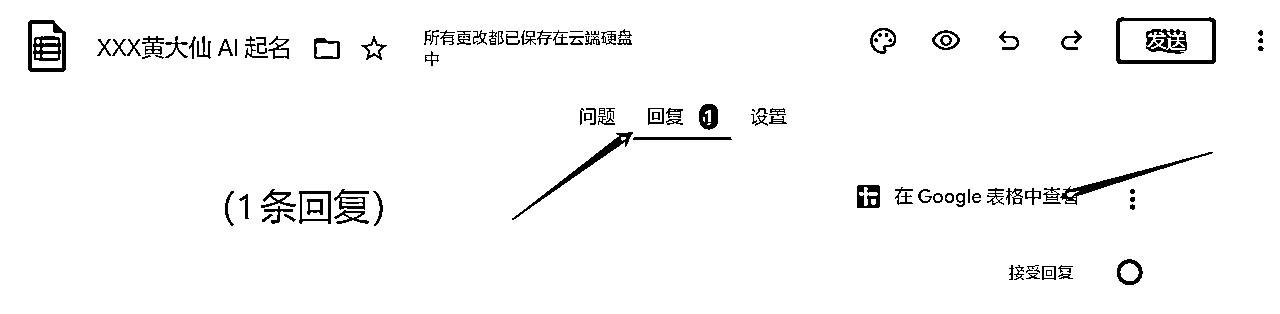 XXX黄大仙 AI 起名
所有更改都已保存在云端硬盘
中
发送
问题
回复 1
设置
(1 条回复)
在 Google 表格中查看
接受回复